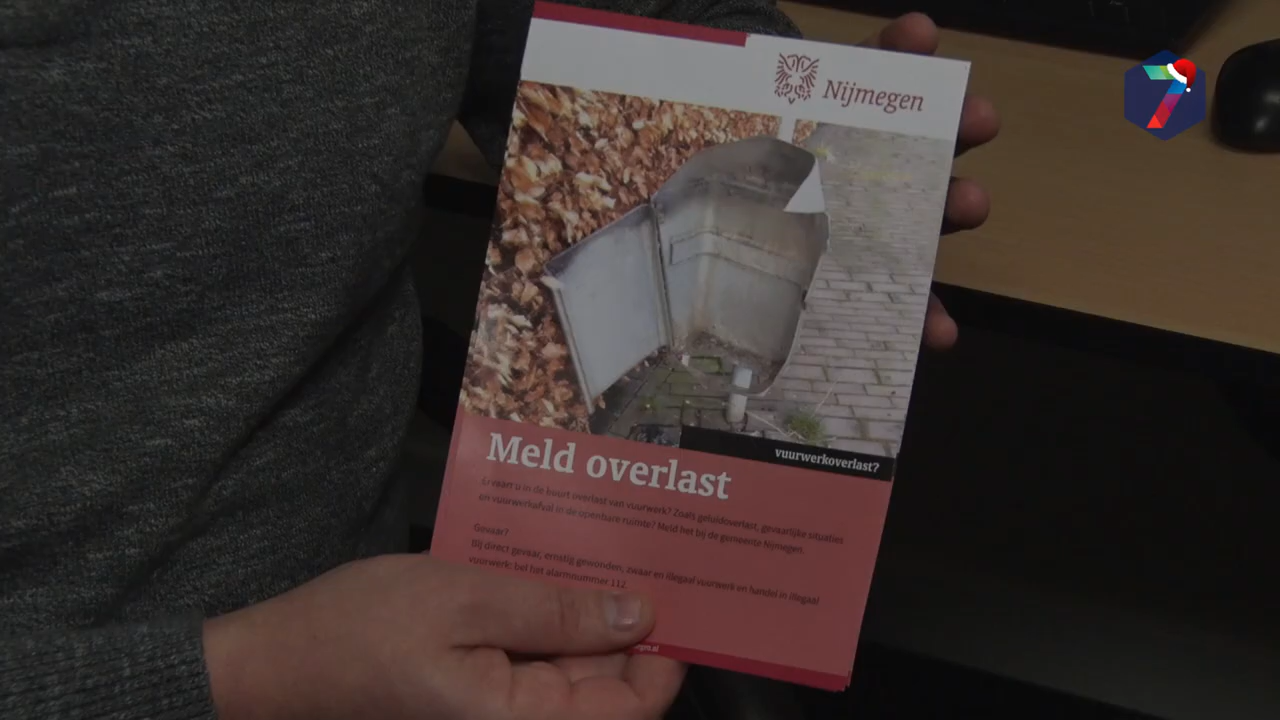 7
Nijmegen
vuurwerkoverlast?
Meld overlast
Ervaart u in de buurt overlast van vuurwerk? Zoals geluidsoverlast, gevaarlijke situaties
en vuurwerkafval in de openbare ruimte? Meld het bij de gemeente Nijmegen.
Gevaar?
Bij direct gevaar, ernstig gewonden, zwaar en illegaal vuurwerk en handel in illegaal
vuurwerk: bel het alarmnummer 112.